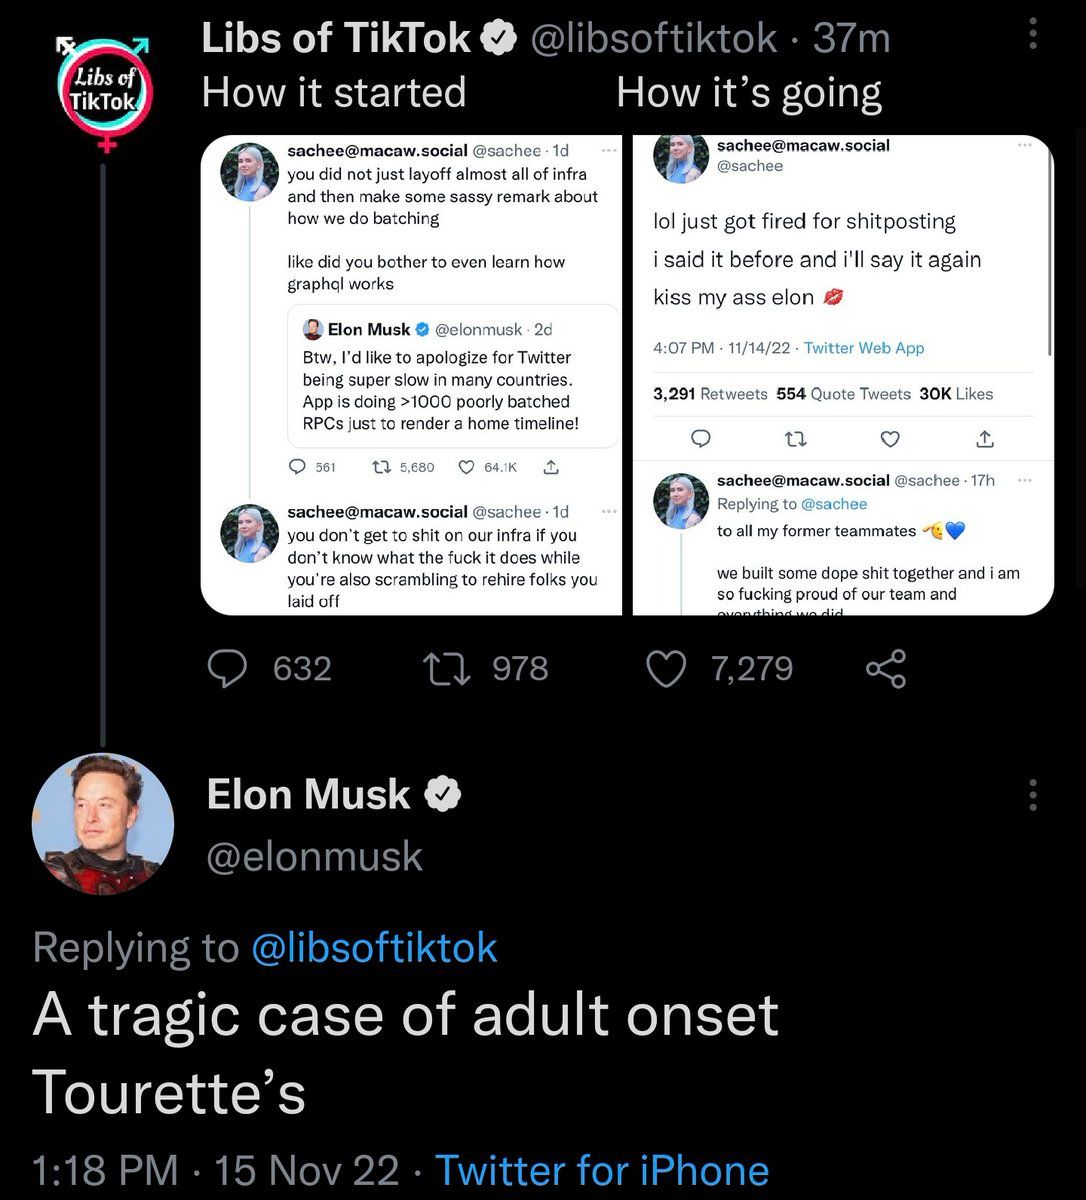 Libs of TikTok @libsoftiktok · 37m
Libs of
TikTok
How it started How it’s going
sachee@macaw.social @sachee · 1d
you did not just layoff almost all of infra
and then make some sassy remark about
how we do batching
like did you bother to even learn how
graphql works
Elon Musk @elonmusk · 2d
Btw, I’d like to apologize for Twitter
being super slow in many countries.
App is doing >1000 poorly batched
RPCs just to render a home timeline!
561 5,680 64.1K
sachee@macaw.social @sachee · 1d
you don't get to shit on our infra if you
don't know what the fuck it does while
you're also scrambling to rehire folks you
laid off
sachee@macaw.social
@sachee
lol just got fired for shitposting
i said it before and i'll say it again
kiss my ass elon 💋
4:07 PM · 11/14/22 · Twitter Web App
3,291 Retweets 554 Quote Tweets 30K Likes
sachee@macaw.social @sachee · 17h
Replying to @sachee
to all my former teammates 🫡💙
we built some dope shit together and i am
so fucking proud of our team and
everything we did
632 978 7,279
Elon Musk
@elonmusk
Replying to @libsoftiktok
A tragic case of adult onset
Tourette’s
1:18 PM · 15 Nov 22 · Twitter for iPhone